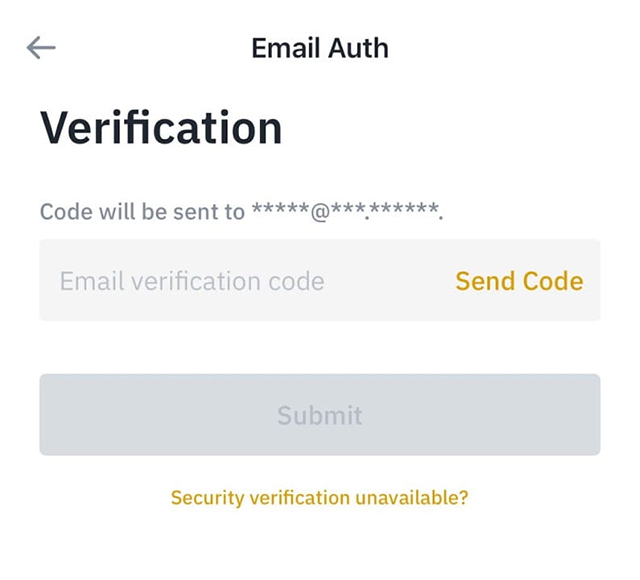 Email Auth
Verification
Code will be sent to *****@***.******.
Email verification code
Send Code
Submit
Security verification unavailable?